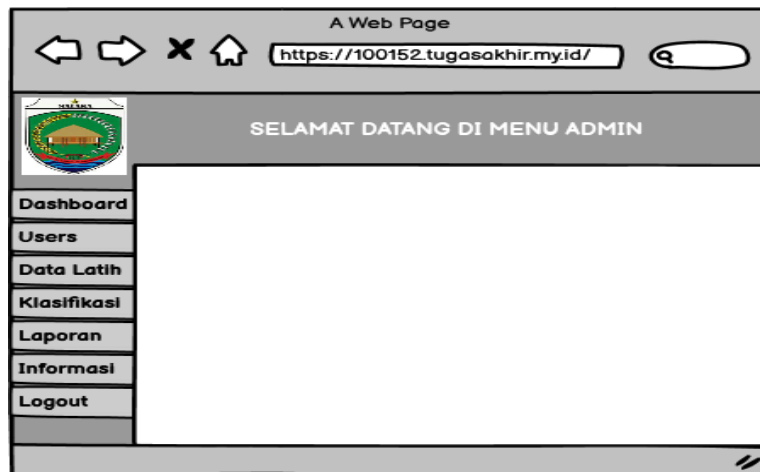 A Web Page
https://100152.tugasakhir.my.id/
MALAKA
SELAMAT DATANG DI MENU ADMIN
Dashboard
Users
Data Latih
Klasifikasi
Laporan
Informasi
Logout